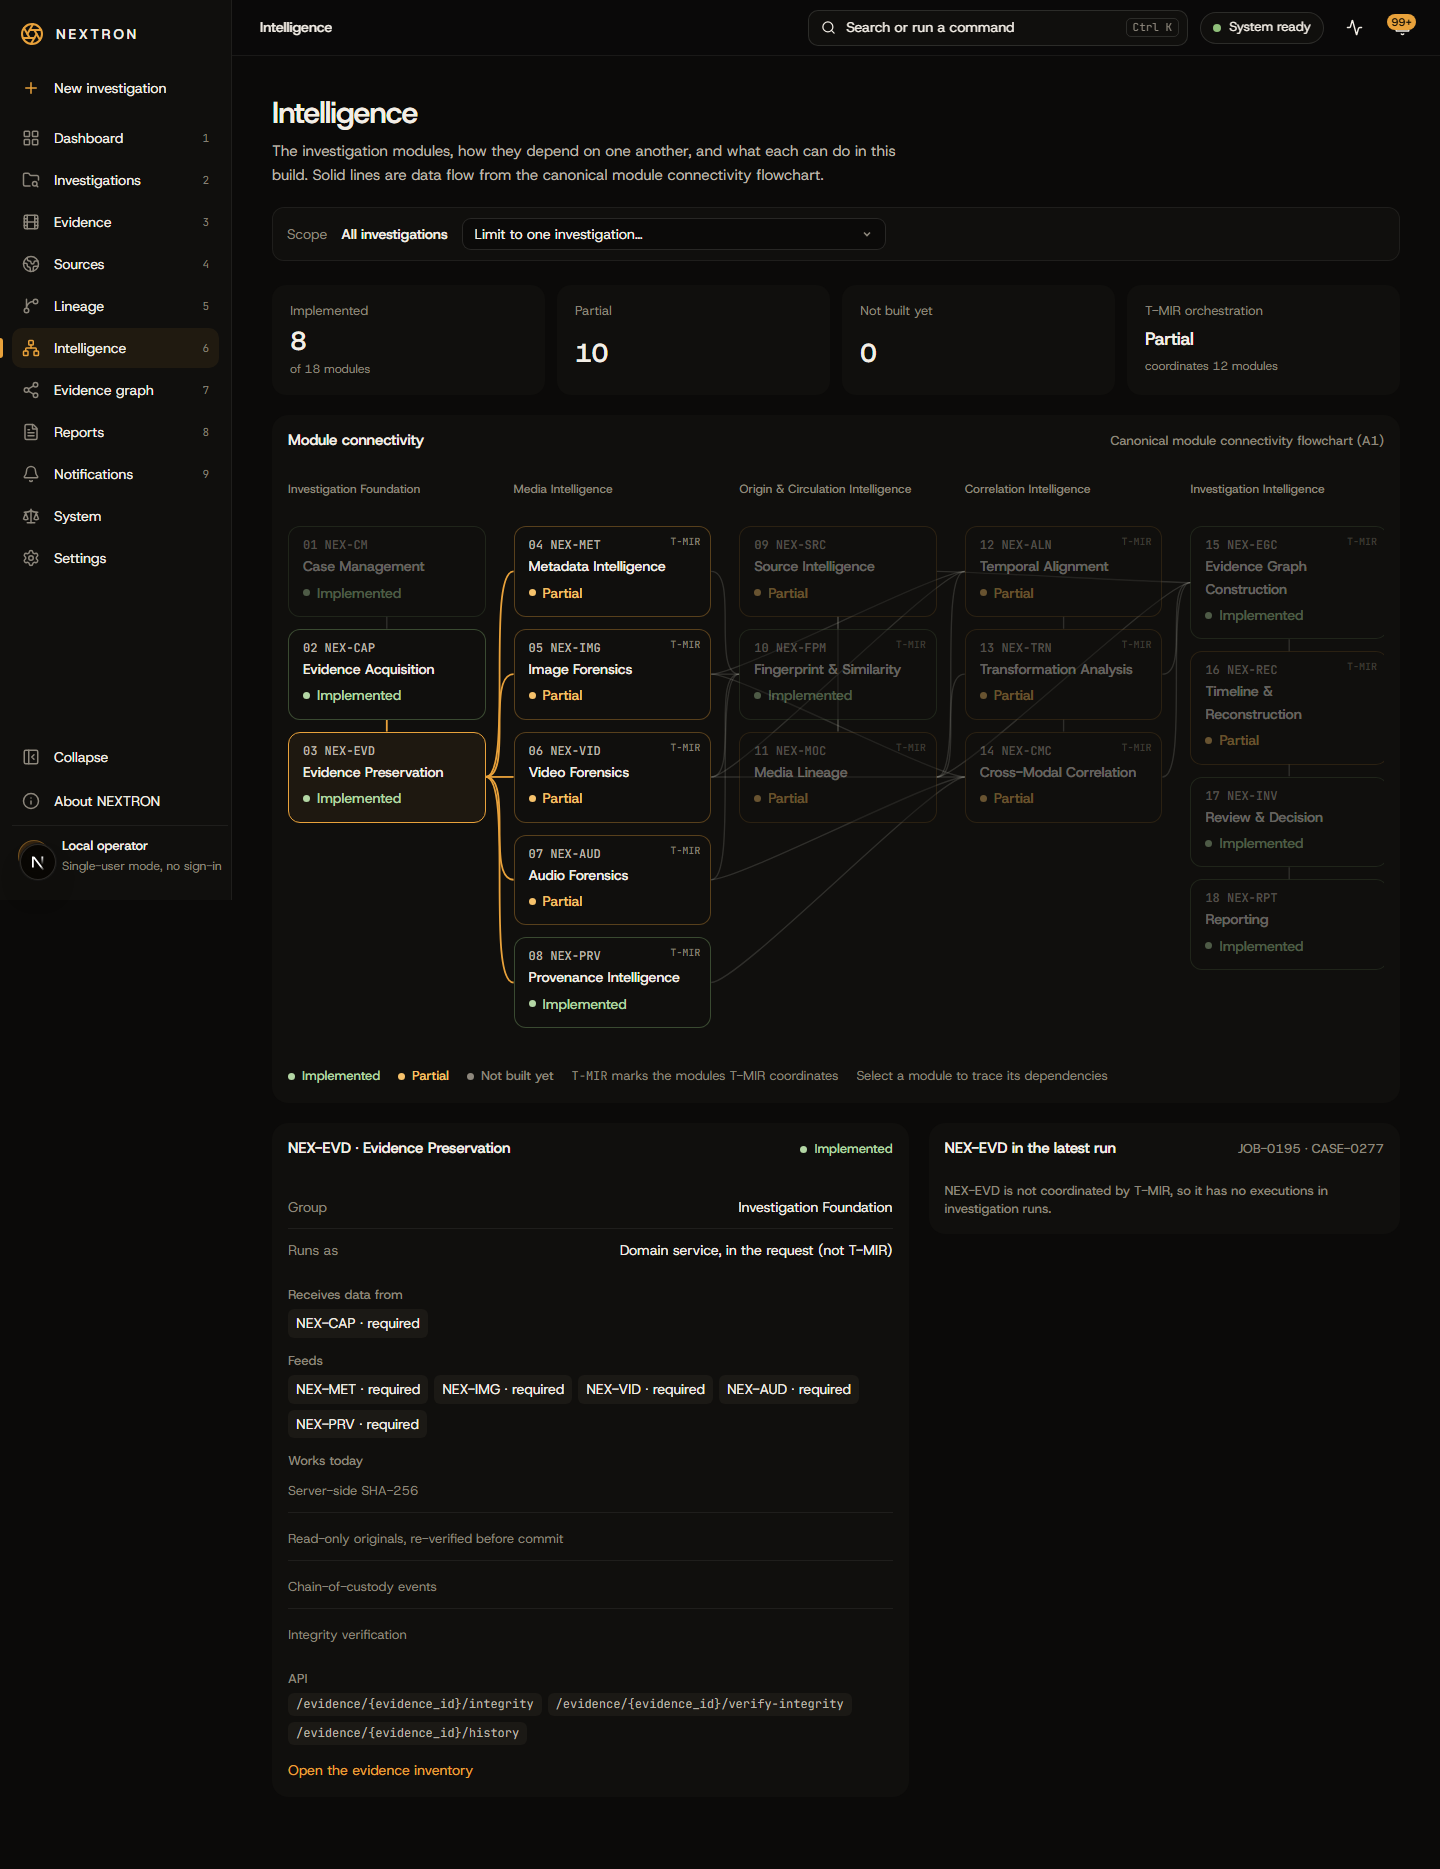 NEXTRON
New investigation
Dashboard 1
Investigations 2
Evidence 3
Sources 4
Lineage 5
Intelligence 6
Evidence graph 7
Reports 8
Notifications 9
System
Settings
Collapse
About NEXTRON
N
Local operator
Single-user mode, no sign-in
Intelligence
Search or run a command Ctrl K
System ready
99+
Intelligence
The investigation modules, how they depend on one another, and what each can do in this
build. Solid lines are data flow from the canonical module connectivity flowchart.
Scope All investigations Limit to one investigation...
Implemented
8
of 18 modules
Partial
10
Not built yet
0
T-MIR orchestration
Partial
coordinates 12 modules
Module connectivity
Canonical module connectivity flowchart (A1)
Investigation Foundation
01 NEX-CM
Case Management
Implemented
02 NEX-CAP
Evidence Acquisition
Implemented
03 NEX-EVD
Evidence Preservation
Implemented
Media Intelligence
04 NEX-MET T-MIR
Metadata Intelligence
Partial
05 NEX-IMG T-MIR
Image Forensics
Partial
06 NEX-VID T-MIR
Video Forensics
Partial
07 NEX-AUD T-MIR
Audio Forensics
Partial
08 NEX-PRV T-MIR
Provenance Intelligence
Implemented
Origin & Circulation Intelligence
09 NEX-SRC
Source Intelligence
Partial
10 NEX-FPM T-MIR
Fingerprint & Similarity
Implemented
11 NEX-MOC T-MIR
Media Lineage
Partial
Correlation Intelligence
12 NEX-ALN T-MIR
Temporal Alignment
Partial
13 NEX-TRN T-MIR
Transformation Analysis
Partial
14 NEX-CMC T-MIR
Cross-Modal Correlation
Partial
Investigation Intelligence
15 NEX-EGC T-MIR
Evidence Graph
Construction
Implemented
16 NEX-REC T-MIR
Timeline &
Reconstruction
Partial
17 NEX-INV
Review & Decision
Implemented
18 NEX-RPT
Reporting
Implemented
Implemented Partial Not built yet T-MIR marks the modules T-MIR coordinates Select a module to trace its dependencies
NEX-EVD · Evidence Preservation Implemented
Group Investigation Foundation
Runs as Domain service, in the request (not T-MIR)
Receives data from
NEX-CAP · required
Feeds
NEX-MET · required NEX-IMG · required NEX-VID · required NEX-AUD · required
NEX-PRV · required
Works today
Server-side SHA-256
Read-only originals, re-verified before commit
Chain-of-custody events
Integrity verification
API
/evidence/{evidence_id}/integrity /evidence/{evidence_id}/verify-integrity
/evidence/{evidence_id}/history
Open the evidence inventory
NEX-EVD in the latest run JOB-0195 · CASE-0277
NEX-EVD is not coordinated by T-MIR, so it has no executions in
investigation runs.